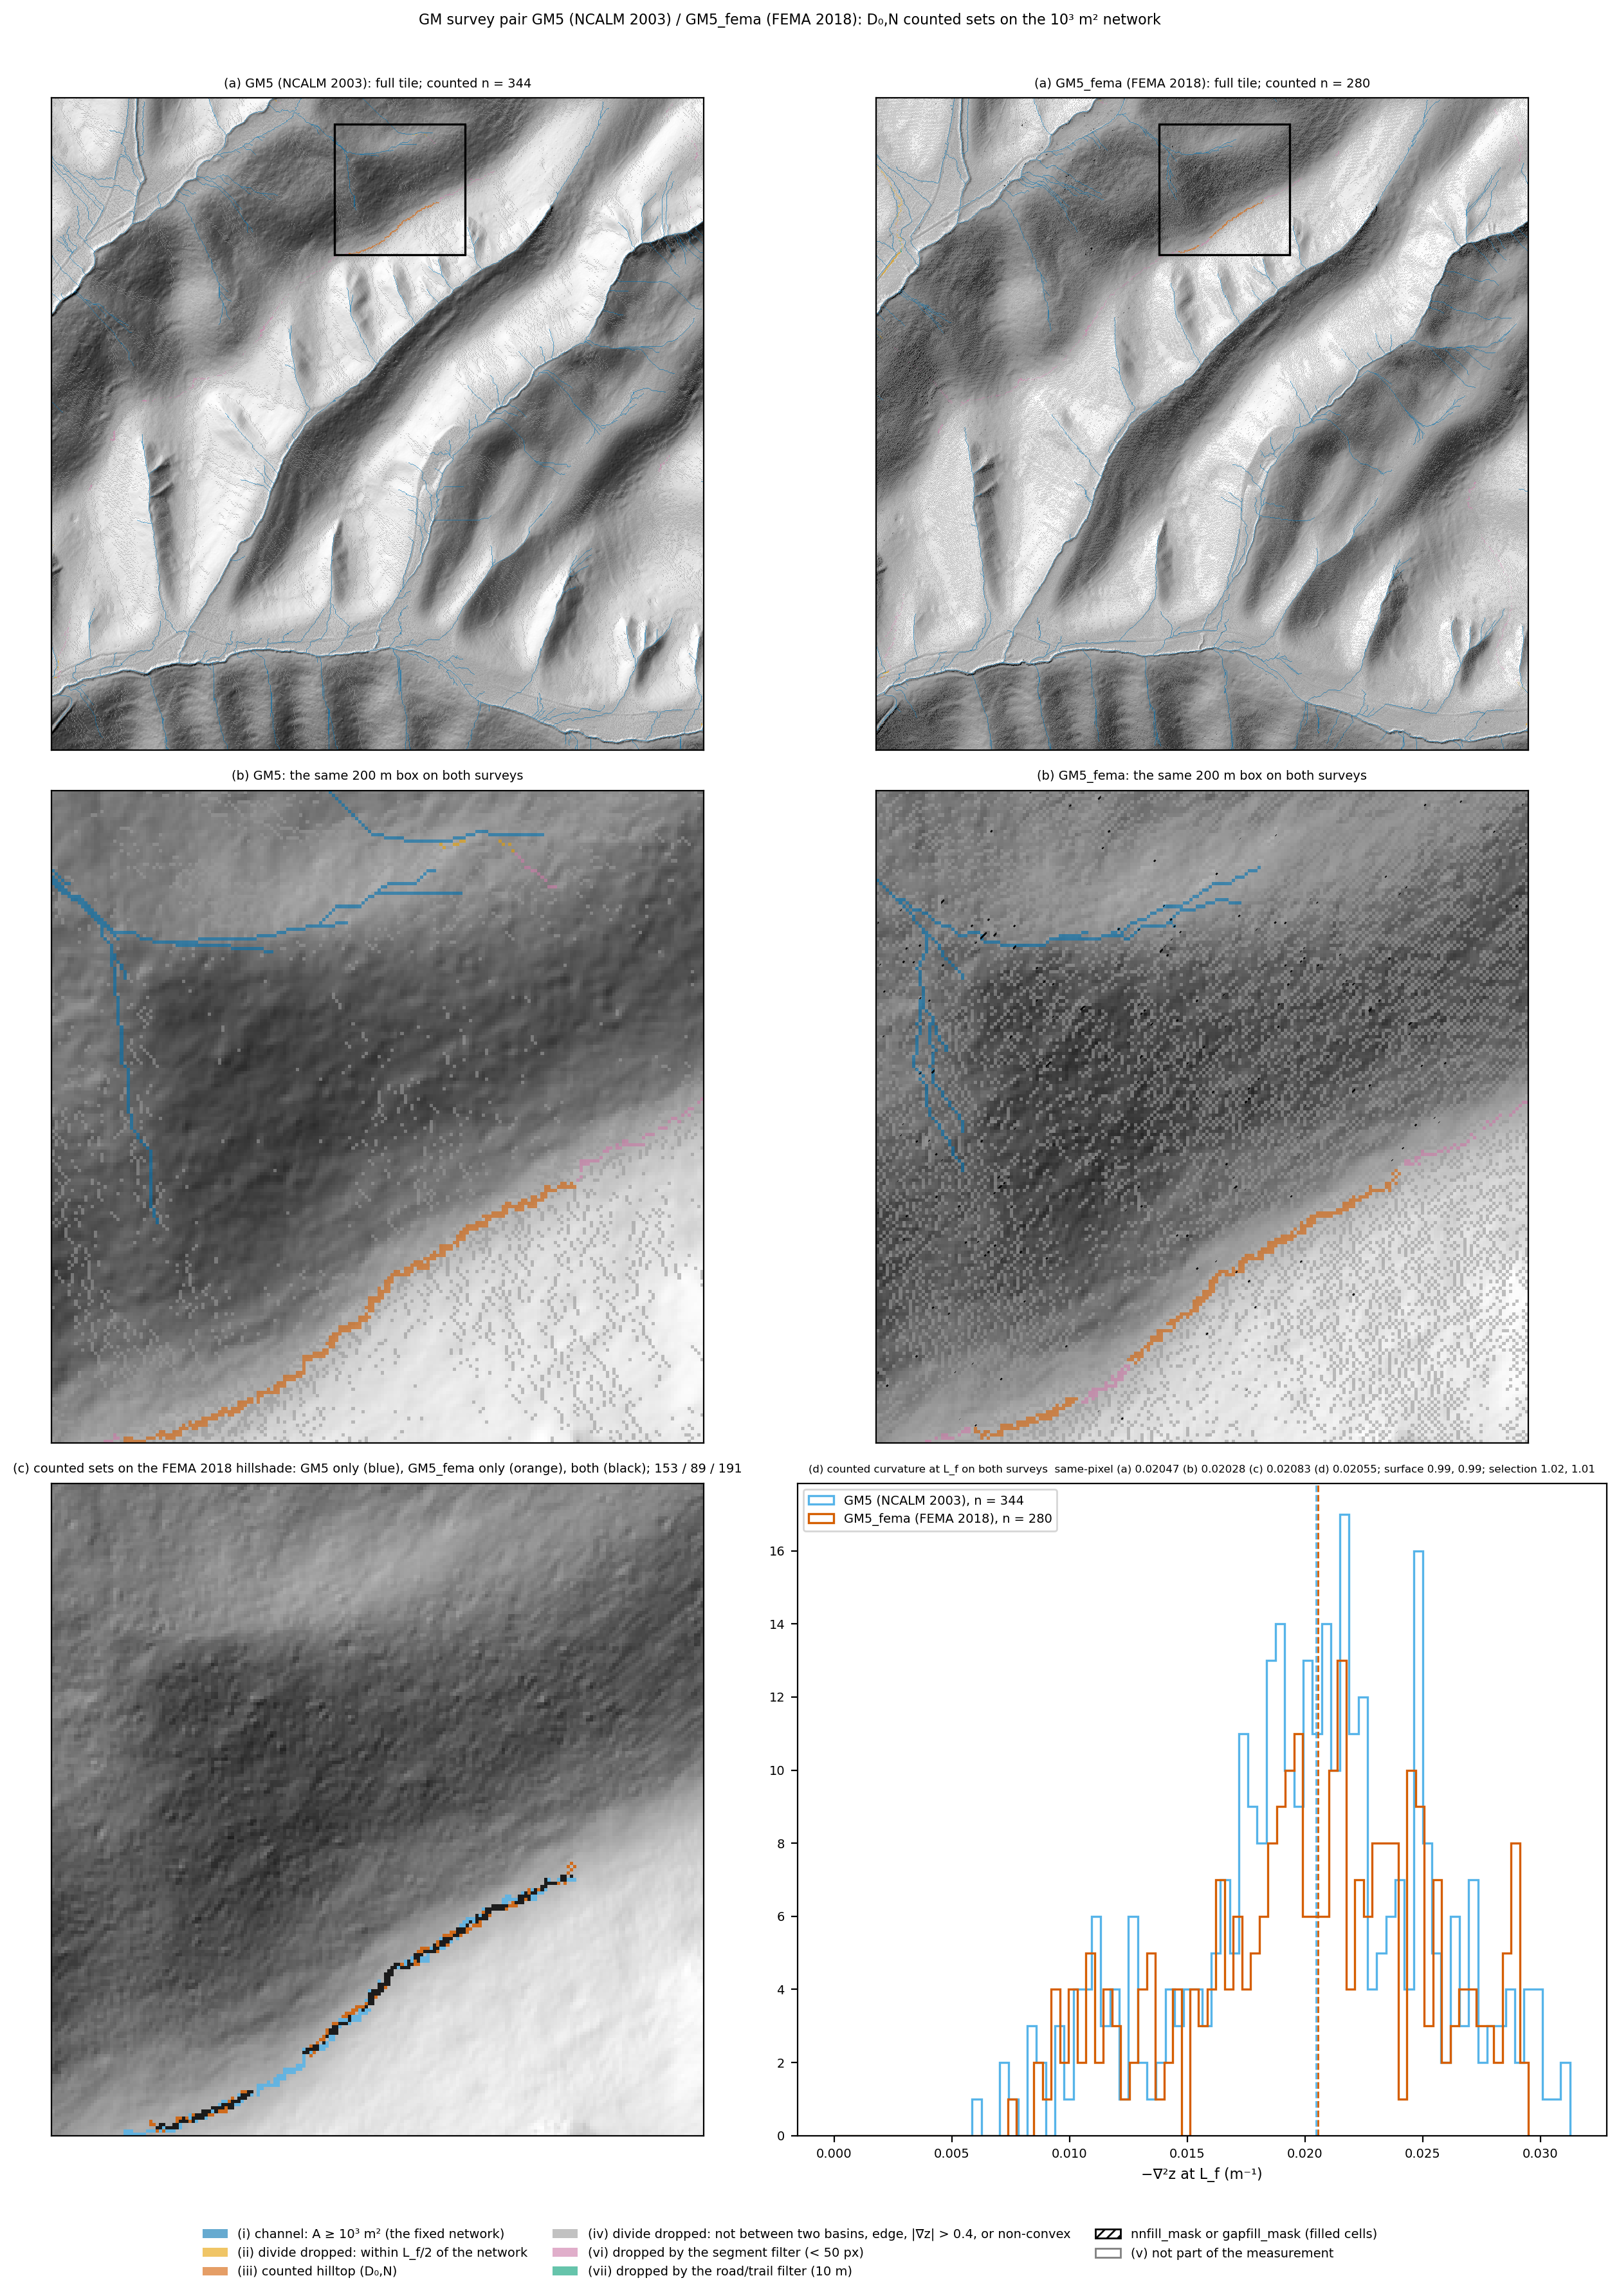 GM survey pair GM5 (NCALM 2003) / GM5_fema (FEMA 2018): D₀,N counted sets on the 10³ m² network
(a) GM5 (NCALM 2003): full tile; counted n = 344
(a) GM5_fema (FEMA 2018): full tile; counted n = 280
(b) GM5: the same 200 m box on both surveys
(b) GM5_fema: the same 200 m box on both surveys
(c) counted sets on the FEMA 2018 hillshade: GM5 only (blue), GM5_fema only (orange), both (black); 153 / 89 / 191
(d) counted curvature at L_f on both surveys same-pixel (a) 0.02047 (b) 0.02028 (c) 0.02083 (d) 0.02055; surface 0.99, 0.99; selection 1.02, 1.01
GM5 (NCALM 2003), n = 344
GM5_fema (FEMA 2018), n = 280
16
14
12
10
8
6
4
2
0
0.000 0.005 0.010 0.015 0.020 0.025 0.030
−∇²z at L_f (m⁻¹)
(i) channel: A ≥ 10³ m² (the fixed network)
(ii) divide dropped: within L_f/2 of the network
(iii) counted hilltop (D₀,N)
(iv) divide dropped: not between two basins, edge, |∇z| > 0.4, or non-convex
(vi) dropped by the segment filter (< 50 px)
(vii) dropped by the road/trail filter (10 m)
nnfill_mask or gapfill_mask (filled cells)
(v) not part of the measurement